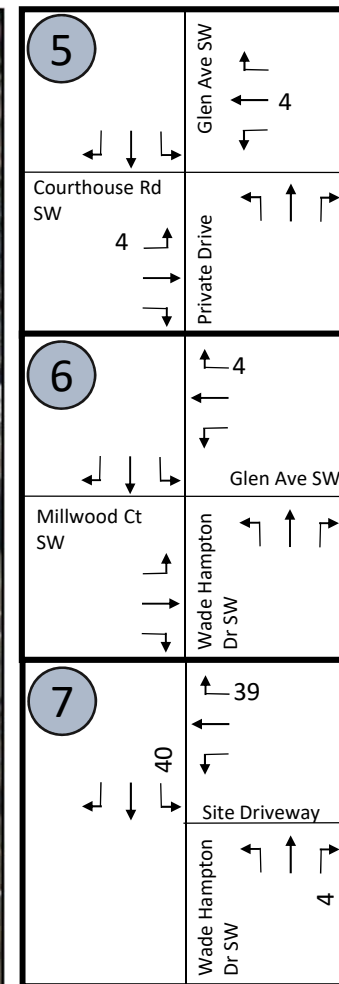 5
Glen Ave SW
4
Courthouse Rd
SW
4
Private Drive
6
4
Glen Ave SW
Millwood Ct
SW
Wade Hampton
Dr SW
7
39
40
Site Driveway
Wade Hampton
Dr SW
4